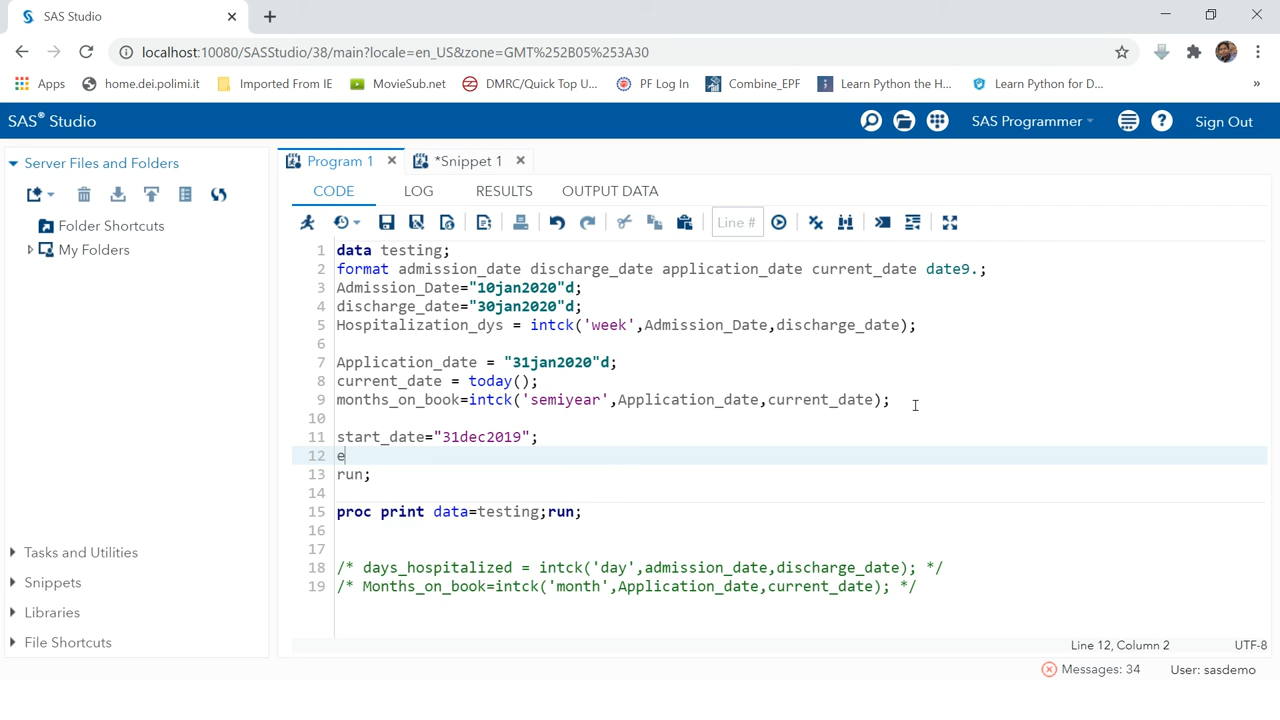 SAS Studio
localhost:10080/SASStudio/38/main?locale=en_US&zone=GMT%252B05%253A30
Apps home.dei.polimi.it Imported From IE MovieSub.net DMRC/Quick Top U... PF Log In Combine_EPF Learn Python the H... Learn Python for D... »
SAS® Studio SAS Programmer Sign Out
Server Files and Folders
Folder Shortcuts
My Folders
Tasks and Utilities
Snippets
Libraries
File Shortcuts
Program 1 *Snippet 1
CODE LOG RESULTS OUTPUT DATA
Line #
1 data testing;
2 format admission_date discharge_date application_date current_date date9.;
3 Admission_Date="10jan2020"d;
4 discharge_date="30jan2020"d;
5 Hospitalization_dys = intck('week',Admission_Date,discharge_date);
6
7 Application_date = "31jan2020"d;
8 current_date = today();
9 months_on_book=intck('semiyear',Application_date,current_date);
10
11 start_date="31dec2019";
12 e
13 run;
14
15 proc print data=testing;run;
16
17
18 /* days_hospitalized = intck('day',admission_date,discharge_date); */
19 /* Months_on_book=intck('month',Application_date,current_date); */
Line 12, Column 2 UTF-8
Messages: 34 User: sasdemo